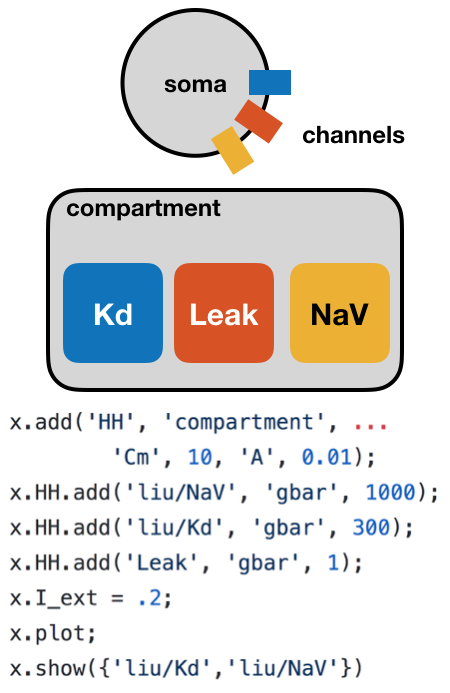 soma
channels
compartment
Kd
Leak
NaV
x.add('HH', 'compartment', ...
'Cm', 10, 'A', 0.01);
x.HH.add('liu/NaV', 'gbar', 1000);
x.HH.add('liu/Kd', 'gbar', 300);
x.HH.add('Leak', 'gbar', 1);
x.I_ext = .2;
x.plot;
x.show({'liu/Kd','liu/NaV'})